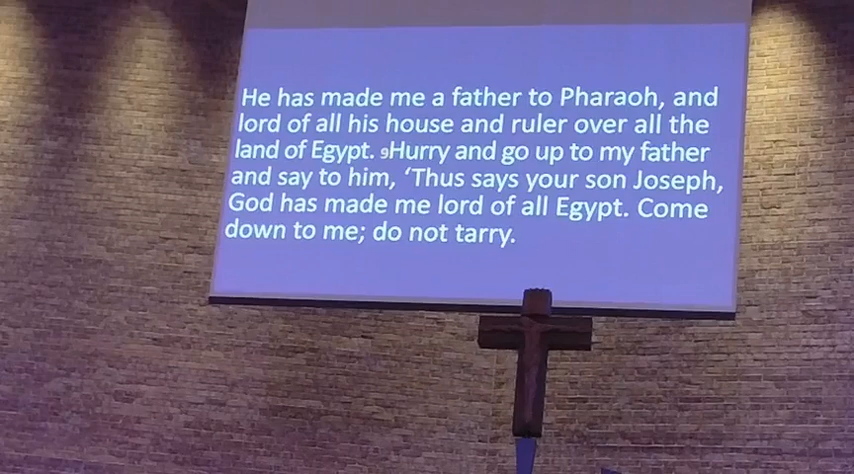 He has made me a father to Pharaoh, and
lord of all his house and ruler over all the
land of Egypt. 9Hurry and go up to my father
and say to him, ‘Thus says your son Joseph,
God has made me lord of all Egypt. Come
down to me; do not tarry.